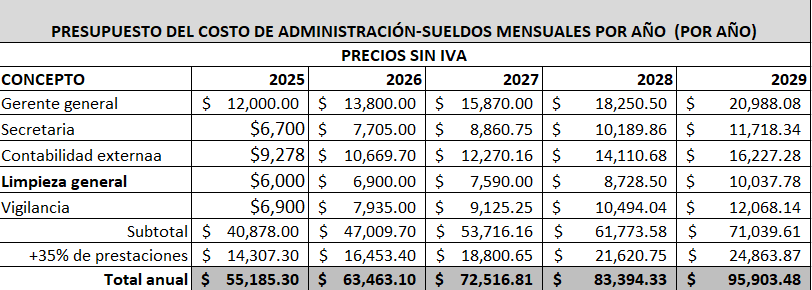 PRESUPUESTO DEL COSTO DE ADMINISTRACIÓN-SUELDOS MENSUALES POR AÑO (POR AÑO)
PRECIOS SIN IVA
CONCEPTO 2025 2026 2027 2028 2029
Gerente general $ 12,000.00 $ 13,800.00 $ 15,870.00 $ 18,250.50 $ 20,988.08
Secretaria $6,700 $ 7,705.00 $ 8,860.75 $ 10,189.86 $ 11,718.34
Contabilidad externaa $9,278 $ 10,669.70 $ 12,270.16 $ 14,110.68 $ 16,227.28
Limpieza general $6,000 $ 6,900.00 $ 7,590.00 $ 8,728.50 $ 10,037.78
Vigilancia $6,900 $ 7,935.00 $ 9,125.25 $ 10,494.04 $ 12,068.14
Subtotal $ 40,878.00 $ 47,009.70 $ 53,716.16 $ 61,773.58 $ 71,039.61
+35% de prestaciones $ 14,307.30 $ 16,453.40 $ 18,800.65 $ 21,620.75 $ 24,863.87
Total anual $ 55,185.30 $ 63,463.10 $ 72,516.81 $ 83,394.33 $ 95,903.48